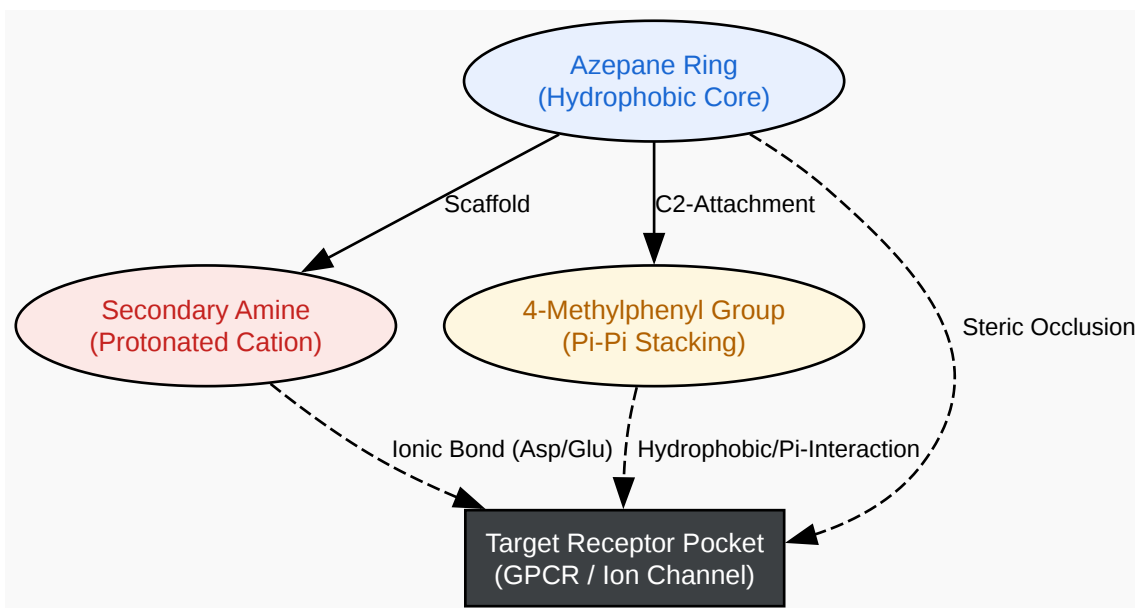 Azepane Ring
(Hydrophobic Core)
Scaffold
C2-Attachment
Secondary Amine
(Protonated Cation)
4-Methylphenyl Group
(Pi-Pi Stacking)
Steric Occlusion
Ionic Bond (Asp/Glu)
Hydrophobic/Pi-Interaction
Target Receptor Pocket
(GPCR / Ion Channel)